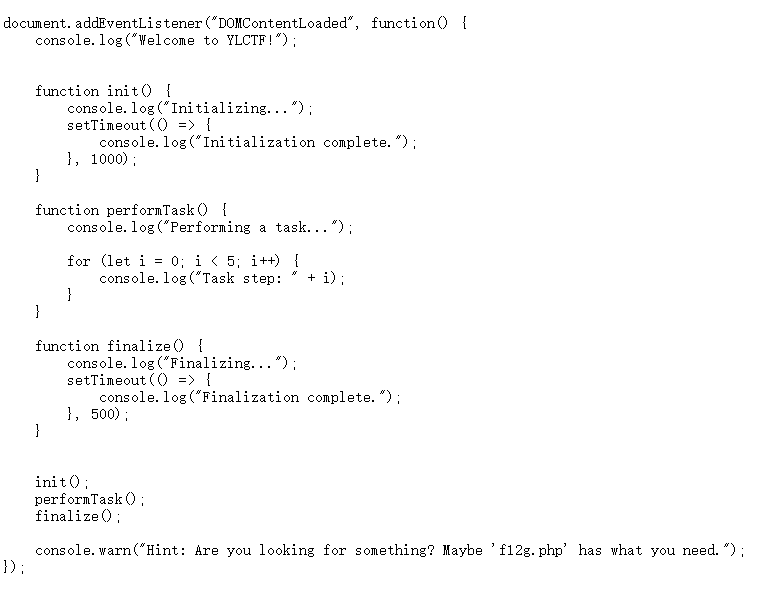 document.addEventListener("DOMContentLoaded", function() {
    console.log("Welcome to YLCTF!");
    function init() {
        console.log("Initializing...");
        setTimeout(() => {
            console.log("Initialization complete.");
        }, 1000);
    }
    function performTask() {
        console.log("Performing a task...");
        for (let i = 0; i < 5; i++) {
            console.log("Task step: " + i);
        }
    }
    function finalize() {
        console.log("Finalizing...");
        setTimeout(() => {
            console.log("Finalization complete.");
        }, 500);
    }
    init();
    performTask();
    finalize();
    console.warn("Hint: Are you looking for something? Maybe 'f12g.php' has what you need.");
});